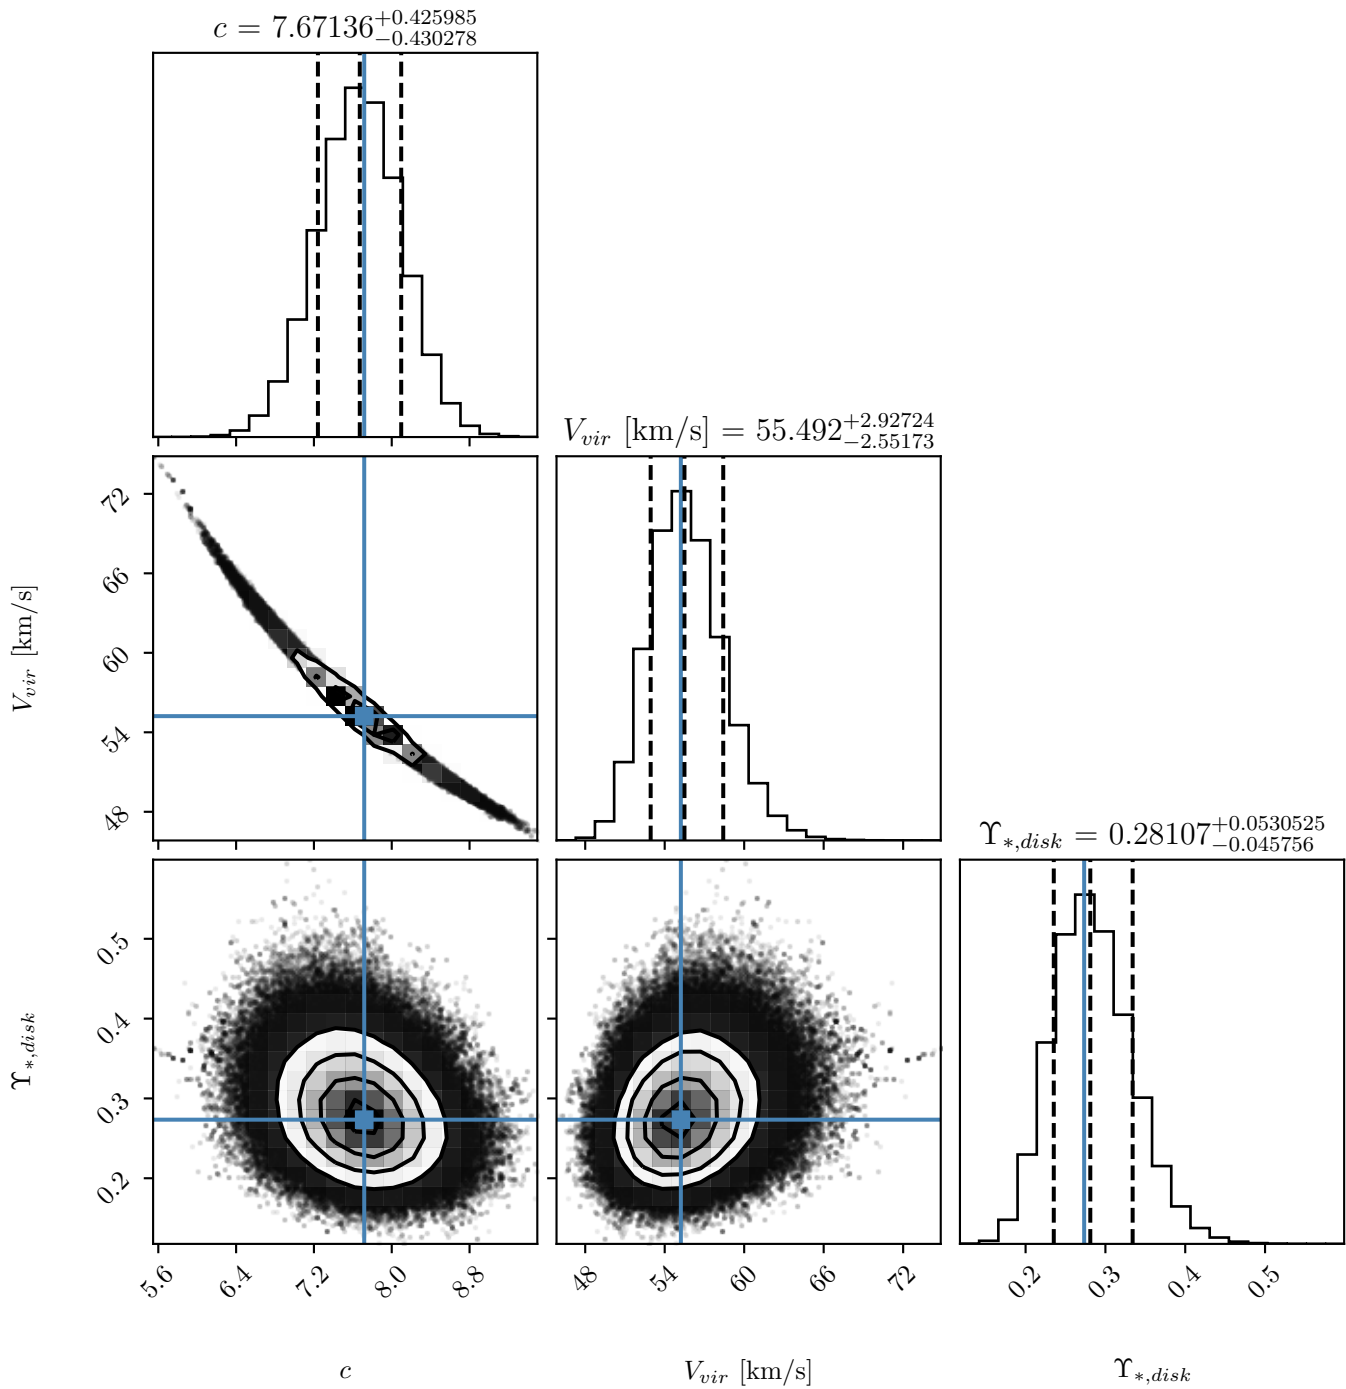 c = 7.67136+0.425985−0.430278
V_vir [km/s] = 55.492+2.92724−2.55173
72
66
60
54
48
V_vir [km/s]
Υ∗,disk = 0.28107+0.0530525−0.045756
0.5
0.4
0.3
0.2
Υ∗,disk
5.6 6.4 7.2 8.0 8.8
48 54 60 66 72
0.2 0.3 0.4 0.5
c
V_vir [km/s]
Υ∗,disk